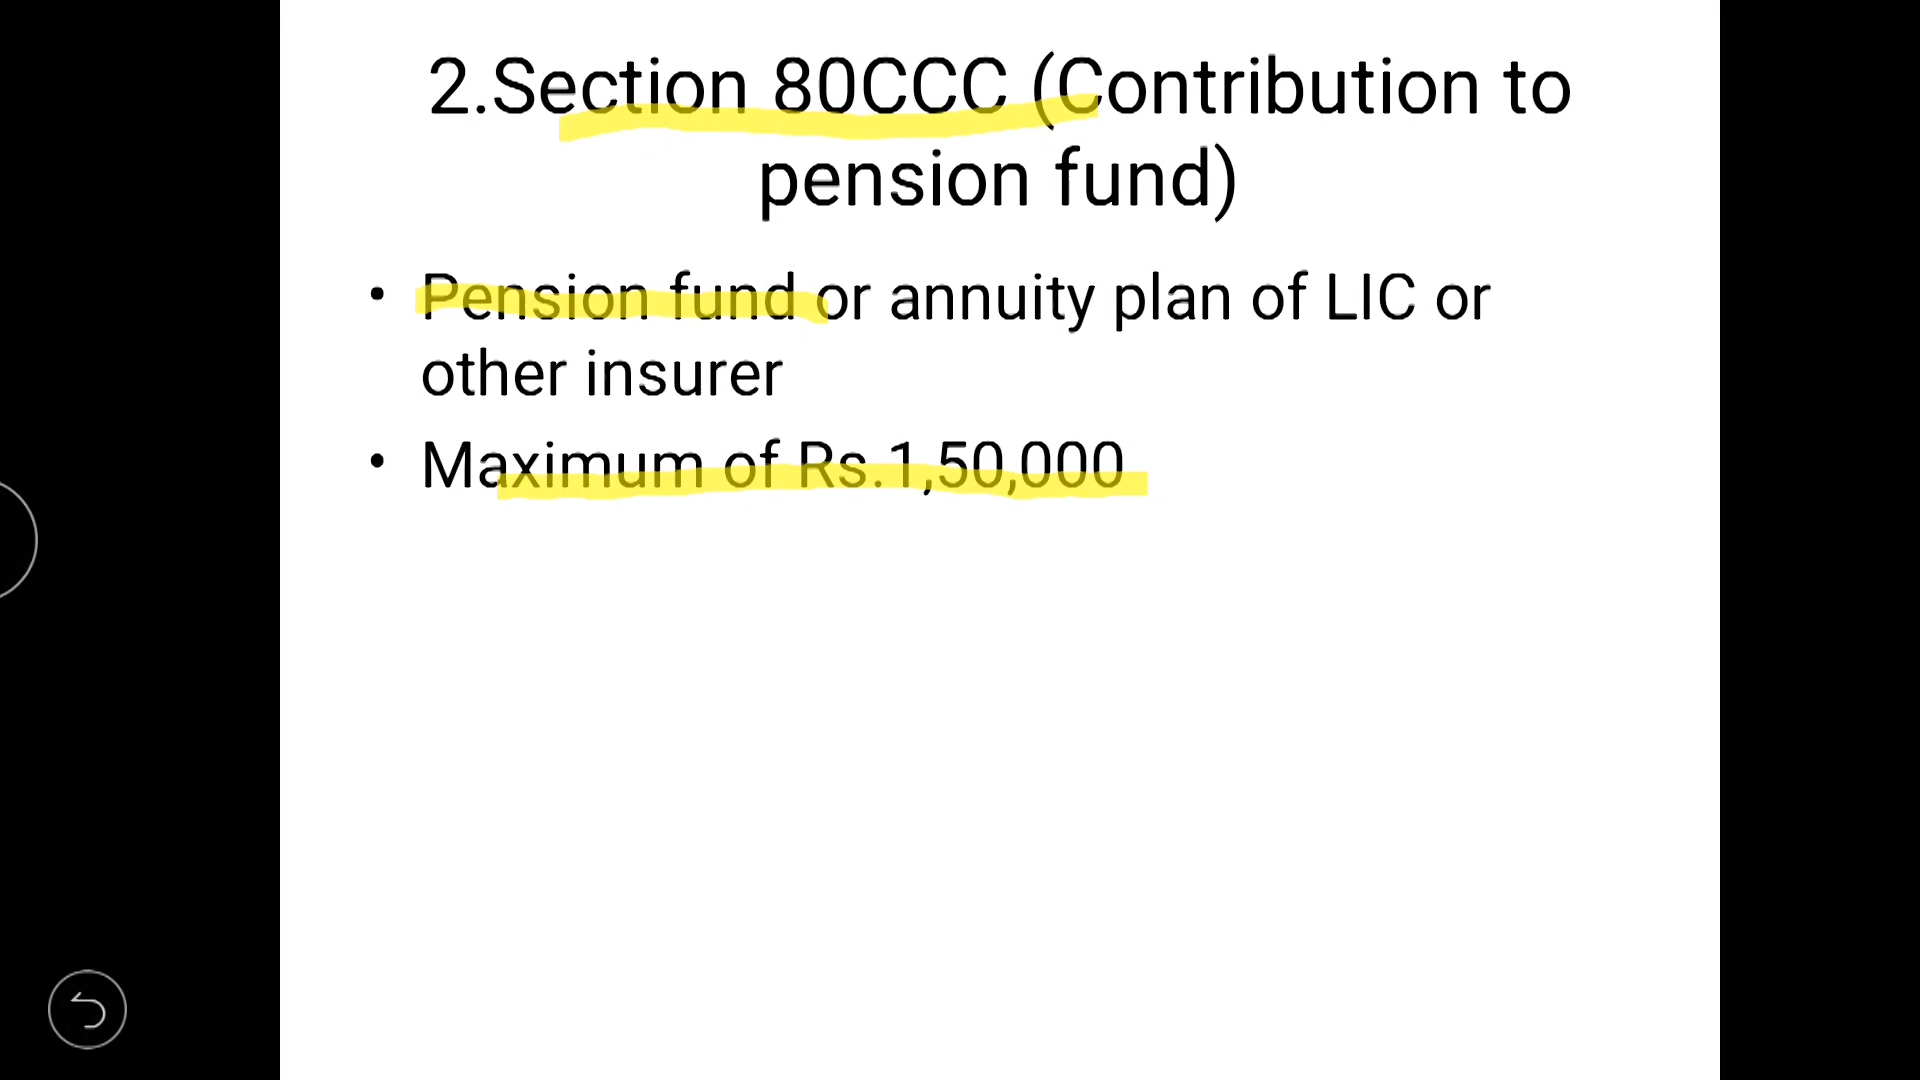 2.Section 80CCC (Contribution to
pension fund)
• Pension fund or annuity plan of LIC or
other insurer
• Maximum of Rs.1,50,000